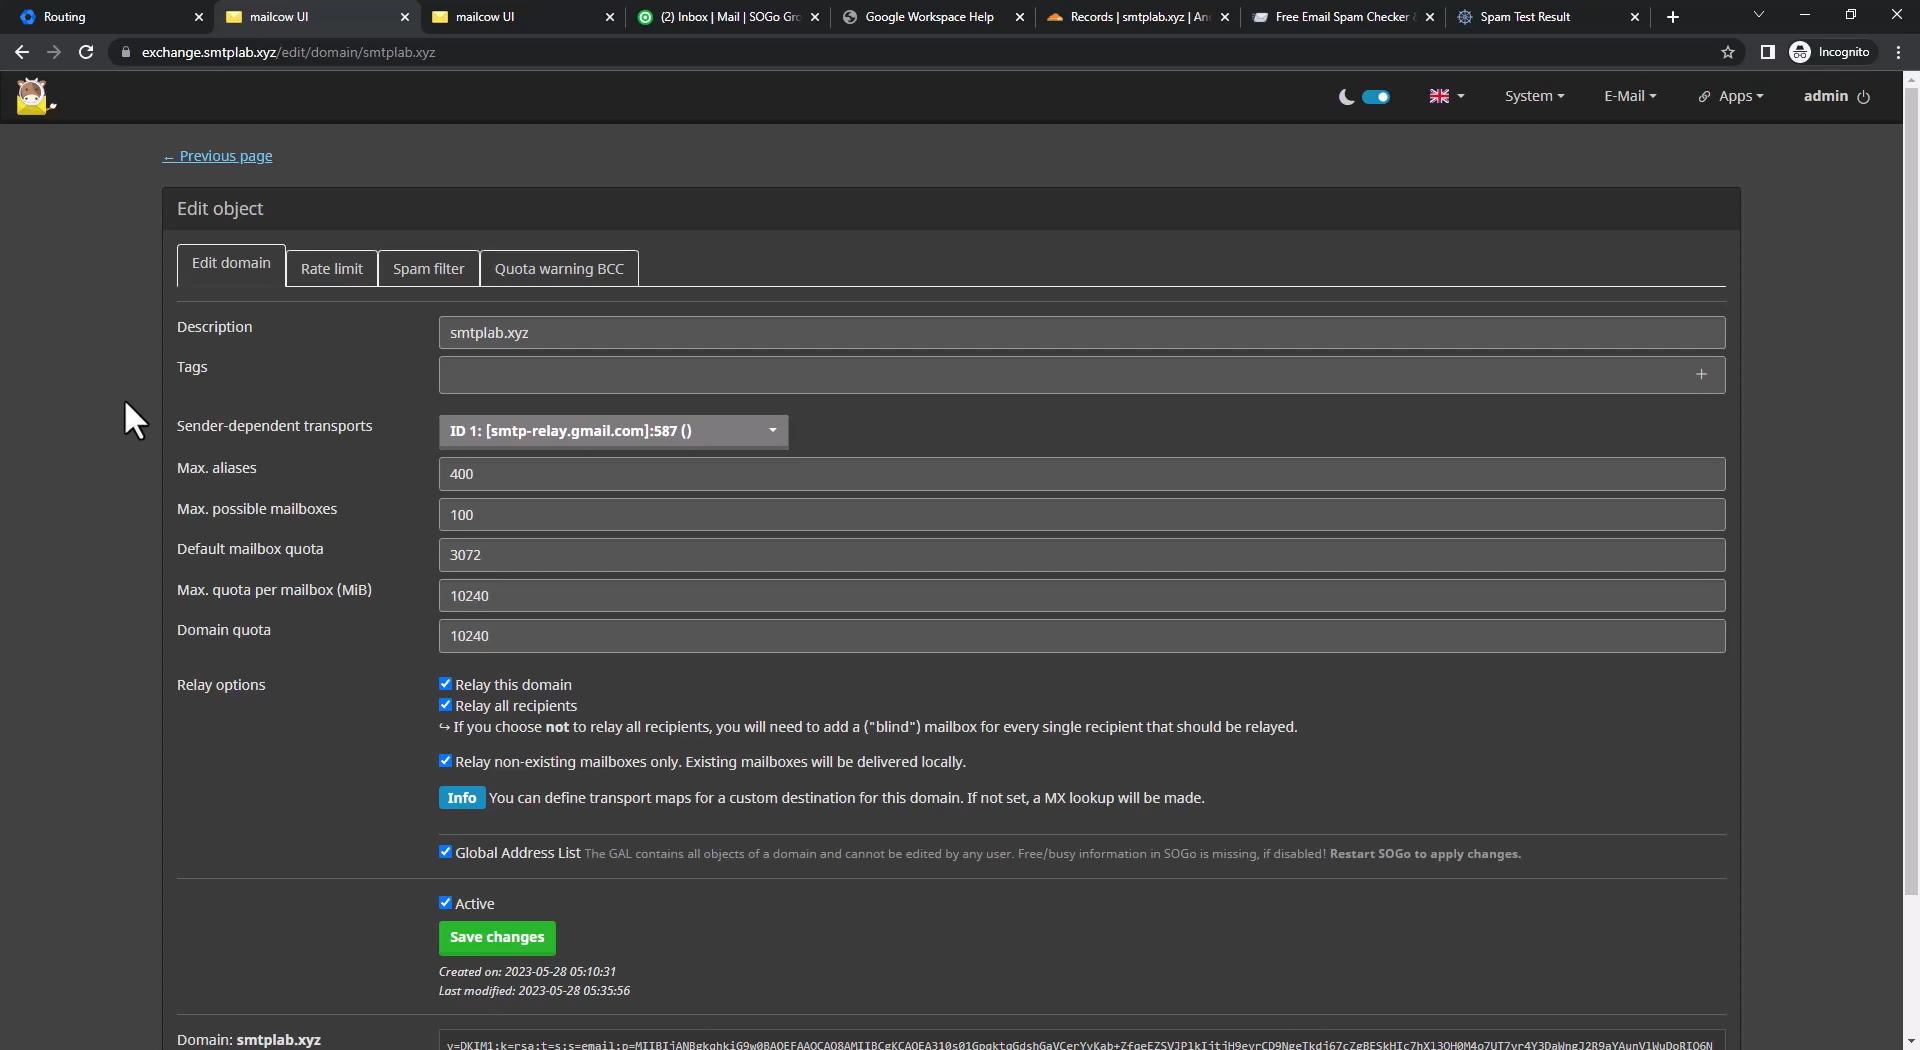 Routing
mailcow UI
mailcow UI
(2) Inbox | Mail | SOGo Gro
Google Workspace Help
Records | smtplab.xyz | An
Free Email Spam Checker
Spam Test Result
exchange.smtplab.xyz/edit/domain/smtplab.xyz
Incognito
System
E-Mail
Apps
admin
← Previous page
Edit object
Edit domain
Rate limit
Spam filter
Quota warning BCC
Description
smtplab.xyz
Tags
+
Sender-dependent transports
ID 1: [smtp-relay.gmail.com]:587 ()
Max. aliases
400
Max. possible mailboxes
100
Default mailbox quota
3072
Max. quota per mailbox (MiB)
10240
Domain quota
10240
Relay options
Relay this domain
Relay all recipients
↪ If you choose not to relay all recipients, you will need to add a ("blind") mailbox for every single recipient that should be relayed.
Relay non-existing mailboxes only. Existing mailboxes will be delivered locally.
Info You can define transport maps for a custom destination for this domain. If not set, a MX lookup will be made.
Global Address List The GAL contains all objects of a domain and cannot be edited by any user. Free/busy information in SOGo is missing, if disabled! Restart SOGo to apply changes.
Active
Save changes
Created on: 2023-05-28 05:10:31
Last modified: 2023-05-28 05:35:56
Domain: smtplab.xyz